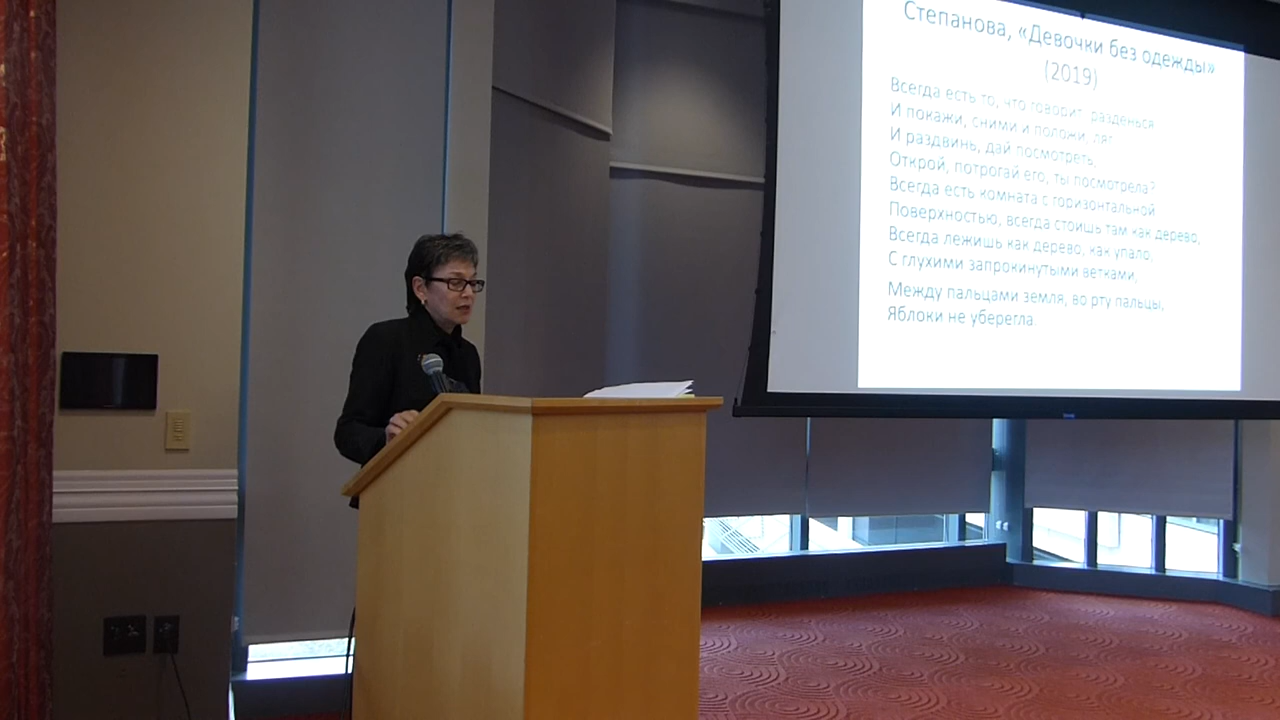 Степанова, «Девочки без одежды»
(2019)
Всегда есть то, что говорит разденься
И покажи, сними и положи, ляг
И раздвинь, дай посмотреть,
Открой, потрогай его, ты посмотрела?
Всегда есть комната с горизонтальной
Поверхностью, всегда стоишь там как дерево,
Всегда лежишь как дерево, как упало,
С глухими запрокинутыми ветками,
Между пальцами земля, во рту пальцы,
Яблоки не уберегла